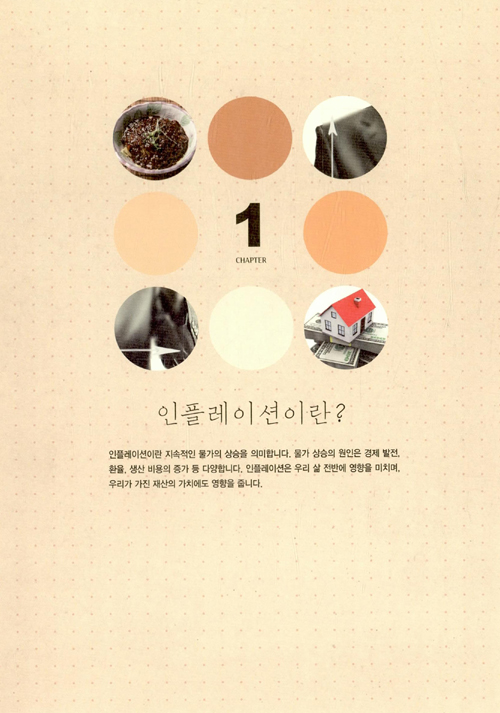 1
CHAPTER
인플레이션이란?
인플레이션이란 지속적인 물가의 상승을 의미합니다. 물가 상승의 원인은 경제 발전,
환율, 생산 비용의 증가 등 다양합니다. 인플레이션은 우리 삶 전반에 영향을 미치며,
우리가 가진 재산의 가치에도 영향을 줍니다.